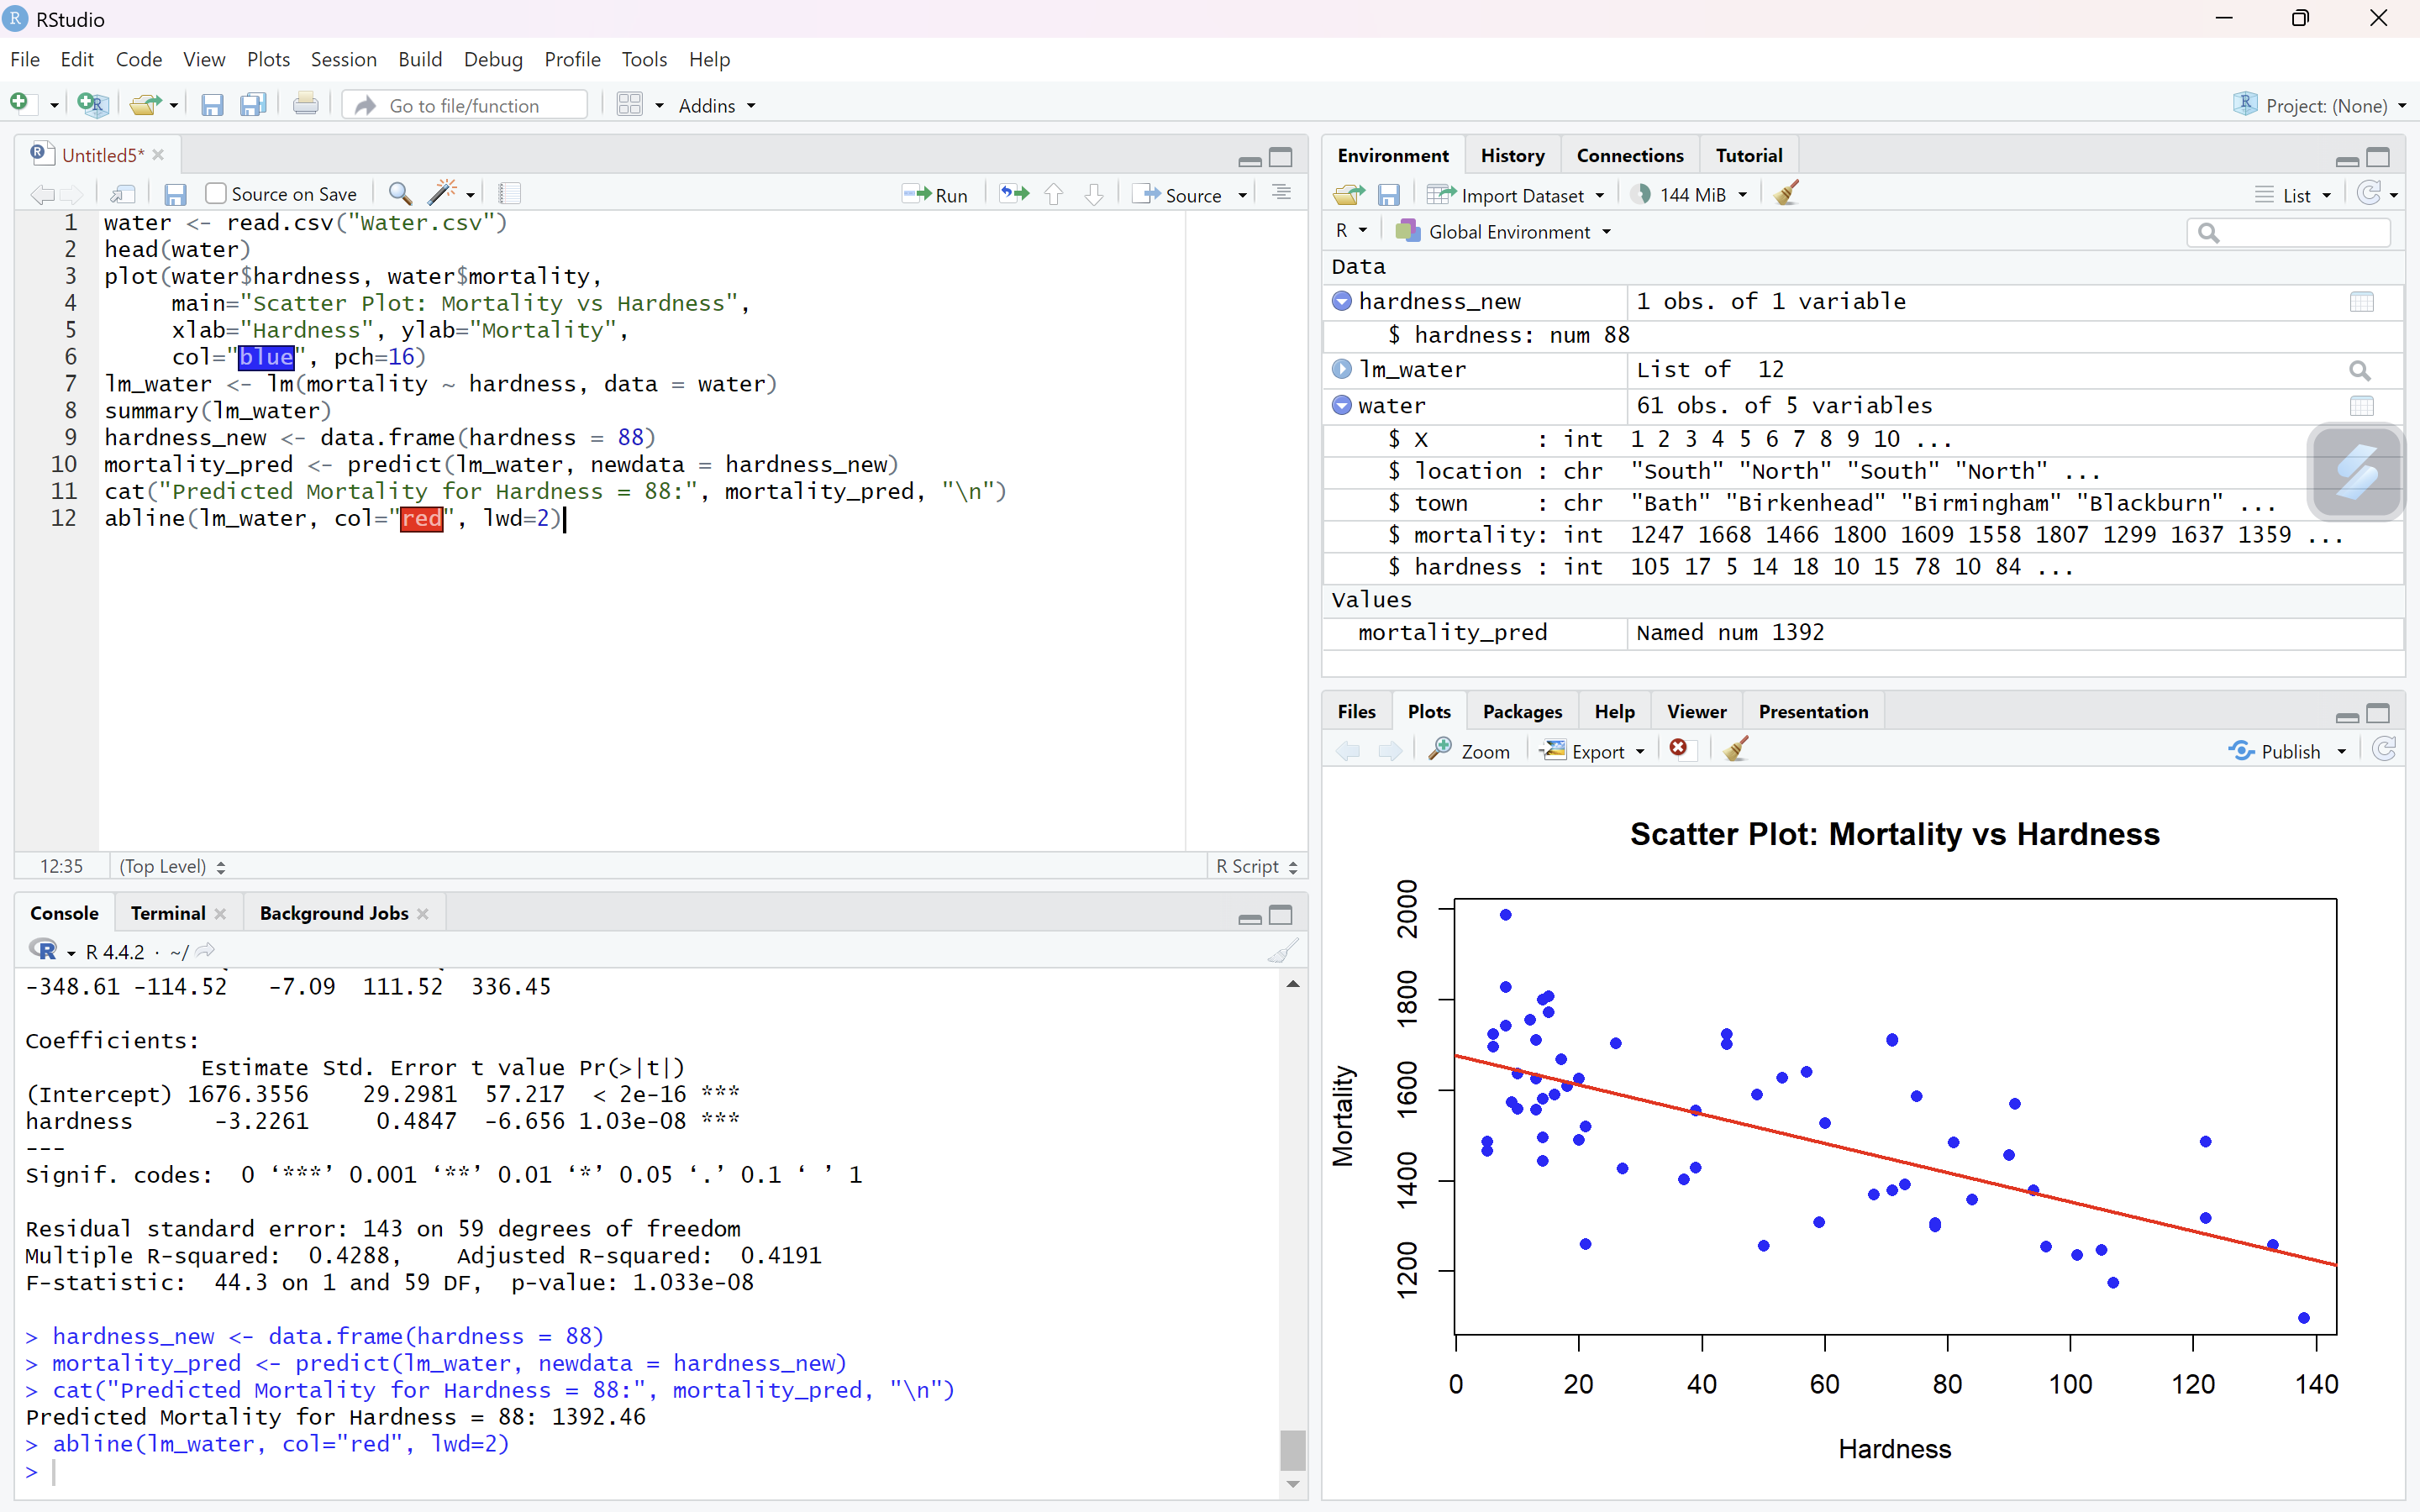 RStudio
File Edit Code View Plots Session Build Debug Profile Tools Help
Go to file/function Addins Project: (None)
Untitled5*
Source on Save Run Source
1 water <- read.csv("Water.csv")
2 head(water)
3 plot(water$hardness, water$mortality,
4 main="Scatter Plot: Mortality vs Hardness",
5 xlab="Hardness", ylab="Mortality",
6 col="blue", pch=16)
7 lm_water <- lm(mortality ~ hardness, data = water)
8 summary(lm_water)
9 hardness_new <- data.frame(hardness = 88)
10 mortality_pred <- predict(lm_water, newdata = hardness_new)
11 cat("Predicted Mortality for Hardness = 88:", mortality_pred, "\n")
12 abline(lm_water, col="red", lwd=2)
12:35 (Top Level) R Script
Console Terminal Background Jobs
R 4.4.2 · ~/
-348.61 -114.52 -7.09 111.52 336.45
Coefficients:
Estimate Std. Error t value Pr(>|t|)
(Intercept) 1676.3556 29.2981 57.217 < 2e-16 ***
hardness -3.2261 0.4847 -6.656 1.03e-08 ***
---
Signif. codes: 0 ‘***’ 0.001 ‘**’ 0.01 ‘*’ 0.05 ‘.’ 0.1 ‘ ’ 1
Residual standard error: 143 on 59 degrees of freedom
Multiple R-squared: 0.4288, Adjusted R-squared: 0.4191
F-statistic: 44.3 on 1 and 59 DF, p-value: 1.033e-08
> hardness_new <- data.frame(hardness = 88)
> mortality_pred <- predict(lm_water, newdata = hardness_new)
> cat("Predicted Mortality for Hardness = 88:", mortality_pred, "\n")
Predicted Mortality for Hardness = 88: 1392.46
> abline(lm_water, col="red", lwd=2)
>
Environment History Connections Tutorial
Import Dataset 144 MiB List
R Global Environment
Data
hardness_new 1 obs. of 1 variable
$ hardness: num 88
lm_water List of 12
water 61 obs. of 5 variables
$ X : int 1 2 3 4 5 6 7 8 9 10 ...
$ location : chr "South" "North" "South" "North" ...
$ town : chr "Bath" "Birkenhead" "Birmingham" "Blackburn" ...
$ mortality: int 1247 1668 1466 1800 1609 1558 1807 1299 1637 1359 ...
$ hardness : int 105 17 5 14 18 10 15 78 10 84 ...
Values
mortality_pred Named num 1392
Files Plots Packages Help Viewer Presentation
Zoom Export Publish
Scatter Plot: Mortality vs Hardness
Mortality
2000
1800
1600
1400
1200
0 20 40 60 80 100 120 140
Hardness